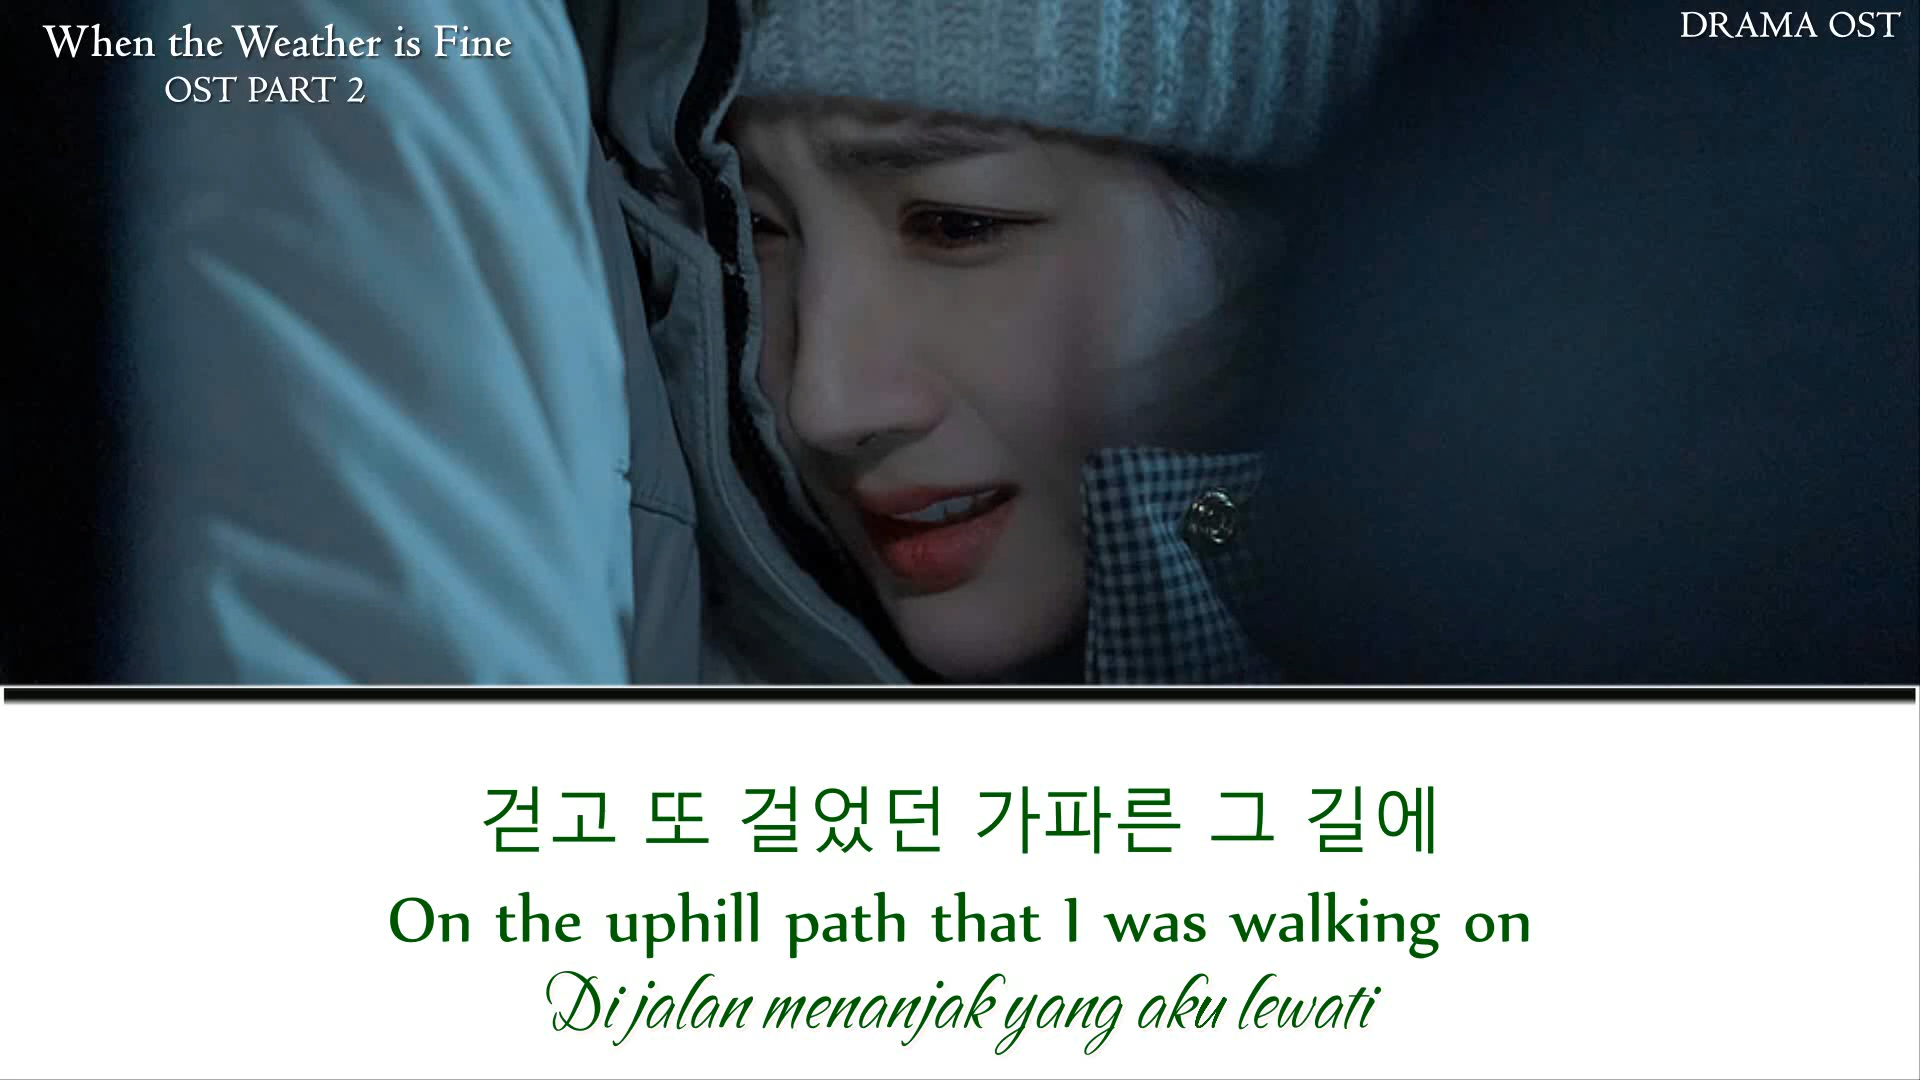 When the Weather is Fine
OST PART 2
DRAMA OST
걷고 또 걸었던 가파른 그 길에
On the uphill path that I was walking on
Di jalan menanjak yang aku lewati